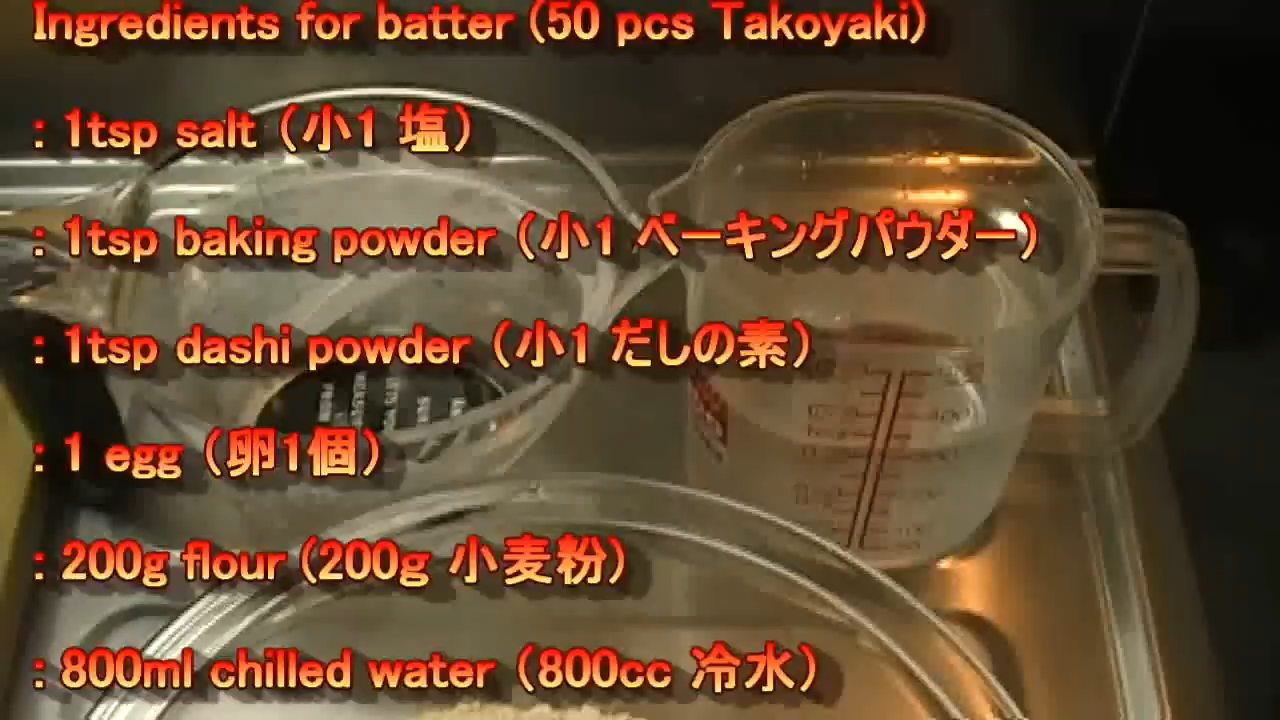 Ingredients for batter (50 pcs Takoyaki)
: 1tsp salt (小1 塩)
: 1tsp baking powder (小1 ベーキングパウダー)
: 1tsp dashi powder (小1 だしの素)
: 1 egg (卵1個)
: 200g flour (200g 小麦粉)
: 800ml chilled water (800cc 冷水)